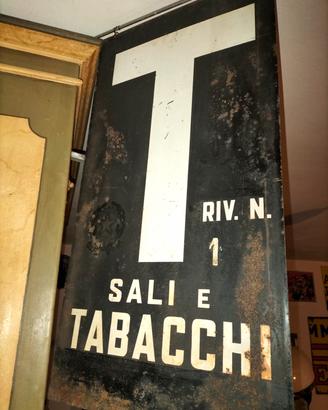 T
RIV. N.
1
SALI E
TABACCHI